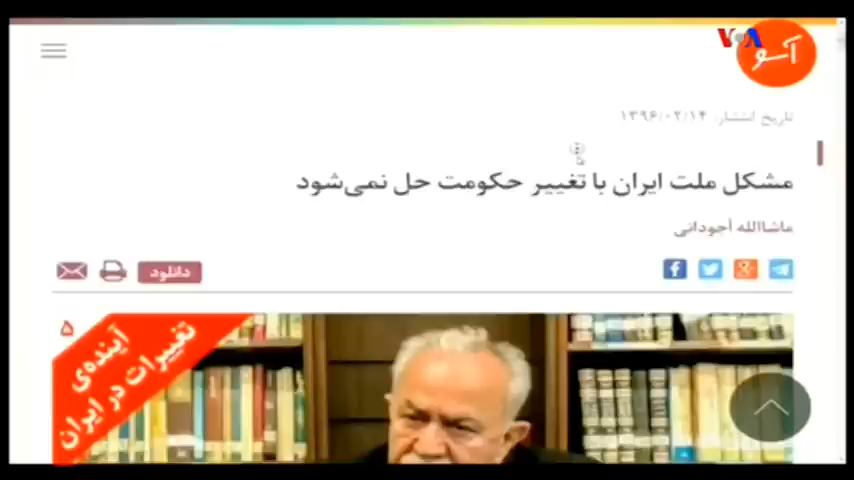 VOA
آسو
تاریخ انتشار: ۱۳۹۶/۰۲/۱۴
مشکل ملت ایران با تغییر حکومت حل نمی‌شود
ماشاالله آجودانی
دانلود
۵
آینده‌ی
تغییرات در ایران